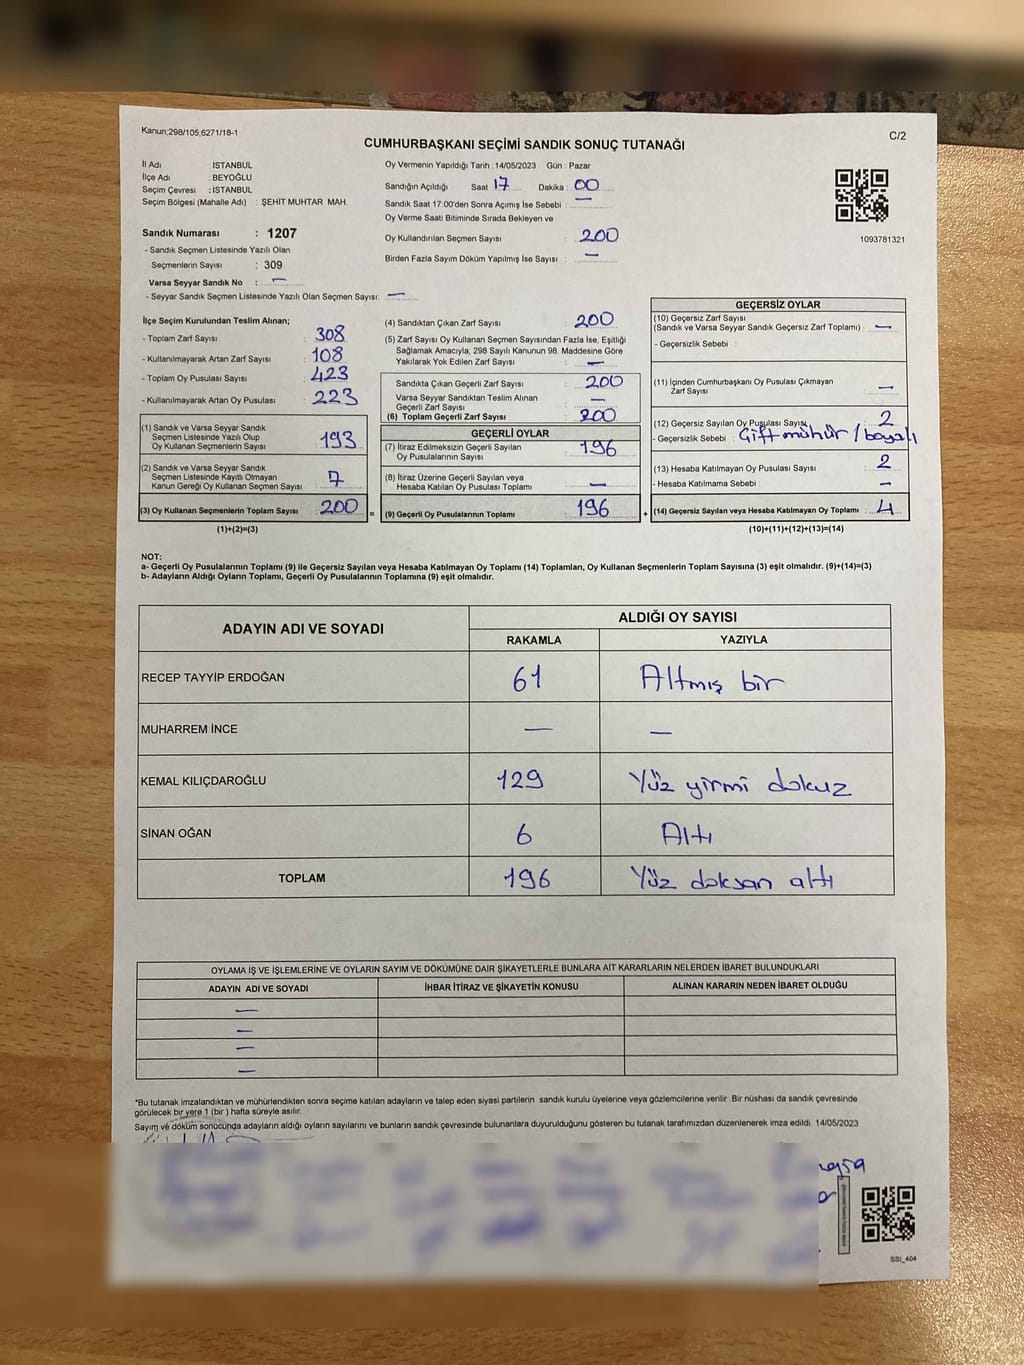 Kanun;298/105,6271/18-1
C/2
CUMHURBAŞKANI SEÇİMİ SANDIK SONUÇ TUTANAĞI
İl Adı : İSTANBUL
İlçe Adı : BEYOĞLU
Seçim Çevresi : İSTANBUL
Seçim Bölgesi (Mahalle Adı) : ŞEHİT MUHTAR MAH.
Oy Vermenin Yapıldığı Tarih : 14/05/2023 Gün : Pazar
Sandığın Açıldığı Saat 17 Dakika : 00
Sandık Saat 17:00'den Sonra Açımış İse Sebebi : —
Oy Verme Saati Bitiminde Sırada Bekleyen ve
Oy Kullandırılan Seçmen Sayısı : 200
Birden Fazla Sayım Döküm Yapılmış İse Sayısı : —
1093781321
Sandık Numarası : 1207
- Sandık Seçmen Listesinde Yazılı Olan
Seçmenlerin Sayısı : 309
Varsa Seyyar Sandık No : —
- Seyyar Sandık Seçmen Listesinde Yazılı Olan Seçmen Sayısı: —
İlçe Seçim Kurulundan Teslim Alınan;
- Toplam Zarf Sayısı : 308
- Kullanılmayarak Artan Zarf Sayısı : 108
- Toplam Oy Pusulası Sayısı : 423
- Kullanılmayarak Artan Oy Pusulası : 223
(1) Sandık ve Varsa Seyyar Sandık
Seçmen Listesinde Yazılı Olup
Oy Kullanan Seçmenlerin Sayısı : 193
(2) Sandık ve Varsa Seyyar Sandık
Seçmen Listesinde Kayıtlı Olmayan
Kanun Gereği Oy Kullanan Seçmen Sayısı : 7
(3) Oy Kullanan Seçmenlerin Toplam Sayısı 200 =
(1)+(2)=(3)
(4) Sandıktan Çıkan Zarf Sayısı : 200
(5) Zarf Sayısı Oy Kullanan Seçmen Sayısından Fazla İse, Eşitliği
Sağlamak Amacıyla; 298 Sayılı Kanunun 98. Maddesine Göre
Yakılarak Yok Edilen Zarf Sayısı : —
Sandıkta Çıkan Geçerli Zarf Sayısı : 200
Varsa Seyyar Sandıktan Teslim Alınan
Geçerli Zarf Sayısı : —
(6) Toplam Geçerli Zarf Sayısı : 200
GEÇERLİ OYLAR
(7) İtiraz Edilmeksizin Geçerli Sayılan
Oy Pusulalarının Sayısı : 196
(8) İtiraz Üzerine Geçerli Sayılan veya
Hesaba Katılan Oy Pusulası Toplamı : —
(9) Geçerli Oy Pusulalarının Toplamı : 196 +
GEÇERSİZ OYLAR
(10) Geçersiz Zarf Sayısı
(Sandık ve Varsa Seyyar Sandık Geçersiz Zarf Toplamı) : —
- Geçersizlik Sebebi :
(11) İçinden Cumhurbaşkanı Oy Pusulası Çıkmayan
Zarf Sayısı : —
(12) Geçersiz Sayılan Oy Pusulası Sayısı 2
- Geçersizlik Sebebi : Çift mühür / boyalı
(13) Hesaba Katılmayan Oy Pusulası Sayısı : 2
- Hesaba Katılmama Sebebi : —
(14) Geçersiz Sayılan veya Hesaba Katılmayan Oy Toplamı : 4
(10)+(11)+(12)+(13)=(14)
NOT:
a- Geçerli Oy Pusulalarının Toplamı (9) ile Geçersiz Sayılan veya Hesaba Katılmayan Oy Toplamı (14) Toplamları, Oy Kullanan Seçmenlerin Toplam Sayısına (3) eşit olmalıdır. (9)+(14)=(3)
b- Adayların Aldığı Oyların Toplamı, Geçerli Oy Pusulalarının Toplamına (9) eşit olmalıdır.
ADAYIN ADI VE SOYADI
ALDIĞI OY SAYISI
RAKAMLA YAZIYLA
RECEP TAYYİP ERDOĞAN 61 Altmış bir
MUHARREM İNCE — —
KEMAL KILIÇDAROĞLU 129 Yüz yirmi dokuz
SİNAN OĞAN 6 Altı
TOPLAM 196 Yüz doksan altı
OYLAMA İŞ VE İŞLEMLERİNE VE OYLARIN SAYIM VE DÖKÜMÜNE DAİR ŞİKAYETLERLE BUNLARA AİT KARARLARIN NELERDEN İBARET BULUNDUKLARI
ADAYIN ADI VE SOYADI İHBAR İTİRAZ VE ŞİKAYETİN KONUSU ALINAN KARARIN NEDEN İBARET OLDUĞU
—
—
—
—
*Bu tutanak imzalandıktan ve mühürlendikten sonra seçime katılan adayların ve talep eden siyasi partilerin sandık kurulu üyelerine veya gözlemcilerine verilir .Bir nüshası da sandık çevresinde
görülecek bir yere 1 (bir ) hafta süreyle asılır.
Sayım ve döküm sonucunda adayların aldığı oyların sayılarını ve bunların sandık çevresinde bulunanlara duyurulduğunu gösteren bu tutanak tarafımızdan düzenlenerek imza edildi. 14/05/2023
SSI_404